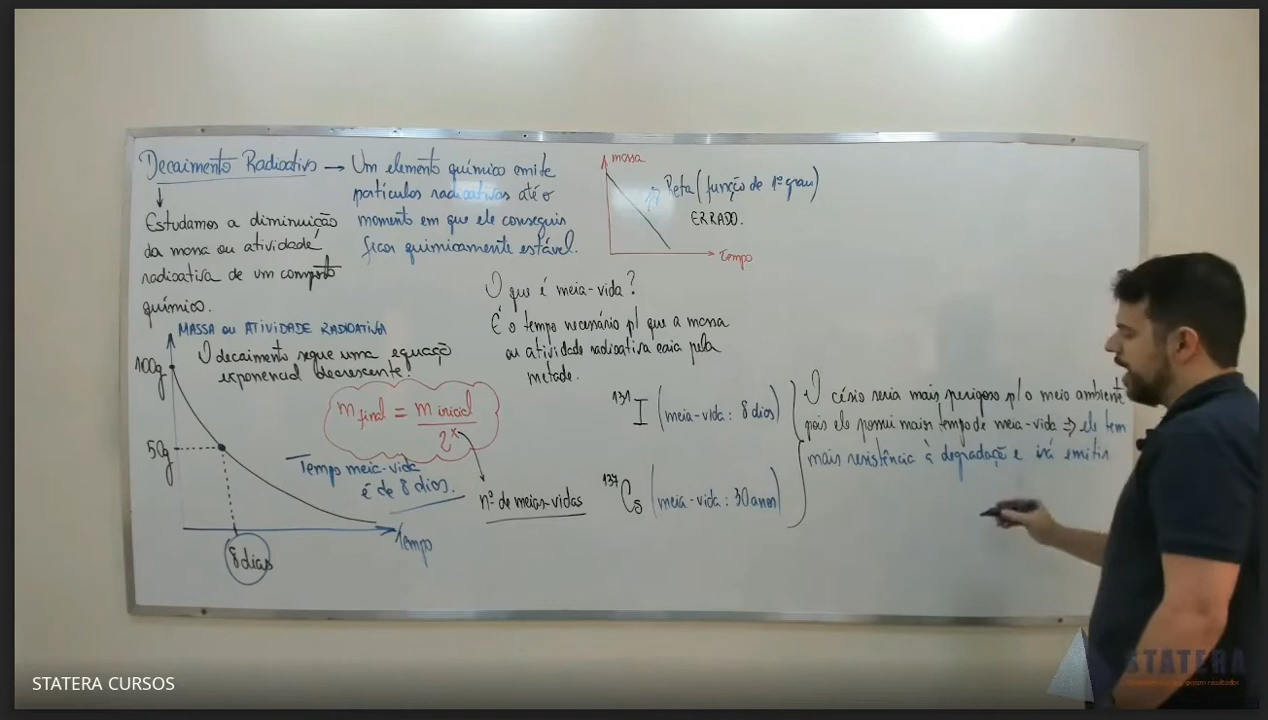 Decaimento Radioativo → Um elemento químico emite
partículas radioativas até o
momento em que ele conseguir
ficar quimicamente estável.
Estudamos a diminuição
da massa ou atividade
radioativa de um composto
químico.
massa
Reta (função de 1º grau)
ERRADO.
Tempo
MASSA OU ATIVIDADE RADIOATIVA
O decaimento segue uma equação
exponencial decrescente.
100g
50g
8 dias
Tempo
Tempo meia-vida
é de 8 dias.
m final = m inicial
2^x
nº de meias-vidas
O que é meia-vida?
É o tempo necessário p/ que a massa
ou atividade radioativa caia pela
metade.
131 I (meia-vida: 8 dias)
137 Cs (meia-vida: 30 anos)
O césio seria mais perigoso p/ o meio ambiente
pois ele possui mais tempo de meia-vida ⇒ ele tem
mais resistência à degradação e irá emitir
STATERA CURSOS
STATERA